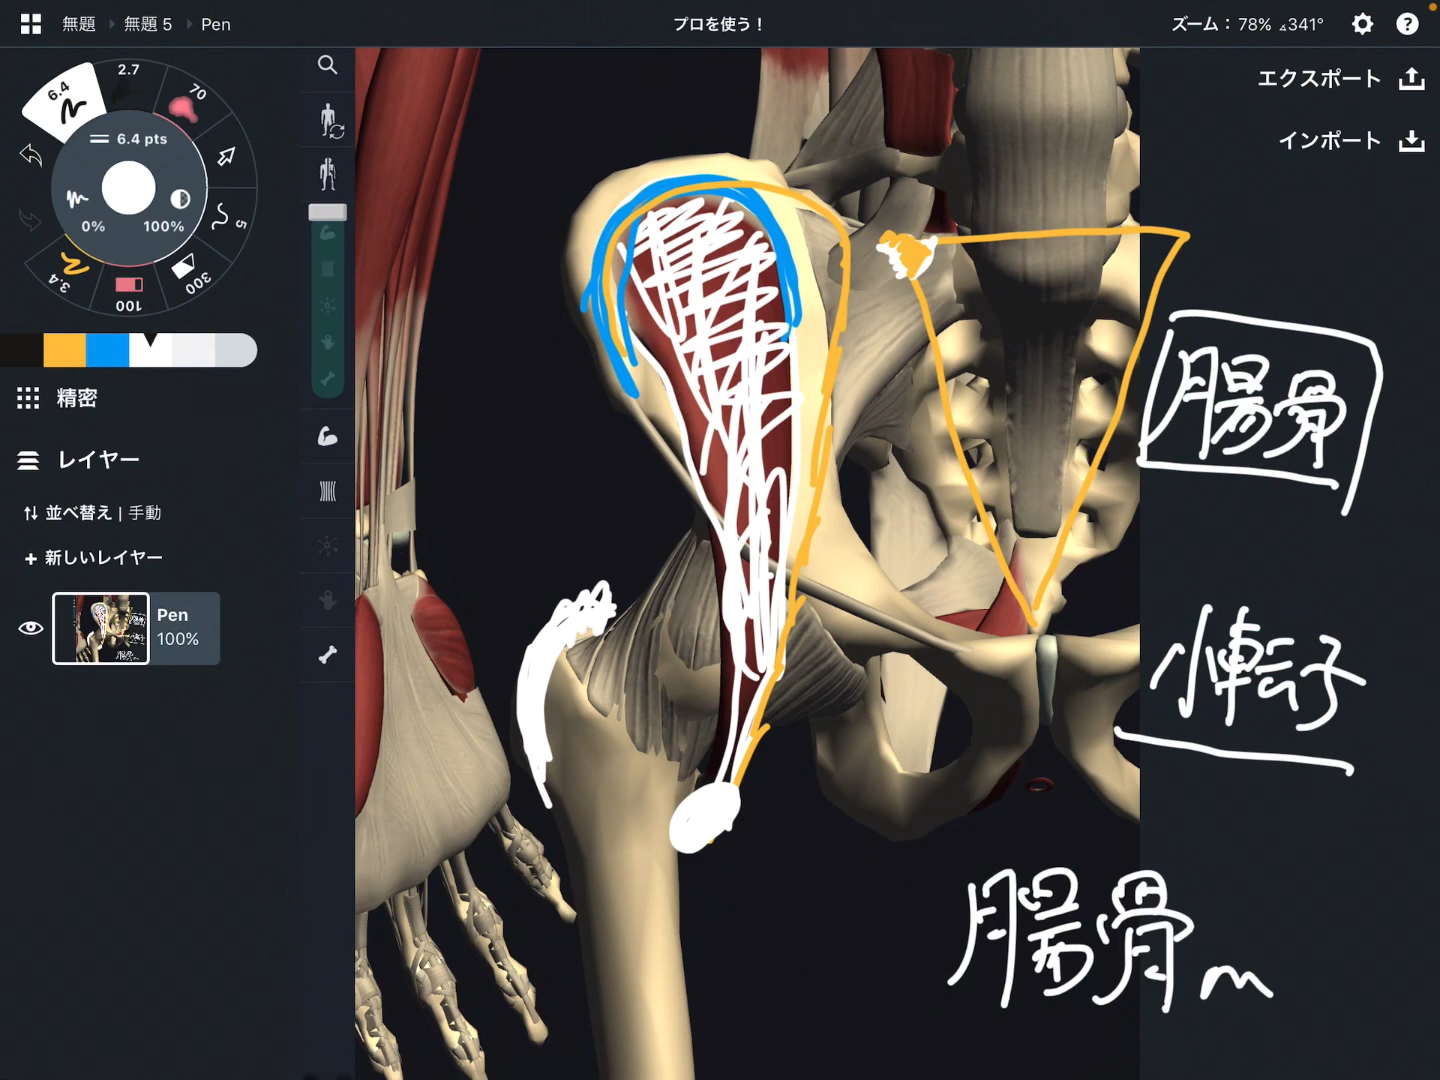 無題 無題 5 Pen
プロを使う！
ズーム： 78% ⦟341°
エクスポート
インポート
6.4
2.7
70
5
300
100
3.4
6.4 pts
0% 100%
精密
レイヤー
並べ替え | 手動
+ 新しいレイヤー
Pen
100%
腸骨
小転子
腸骨m